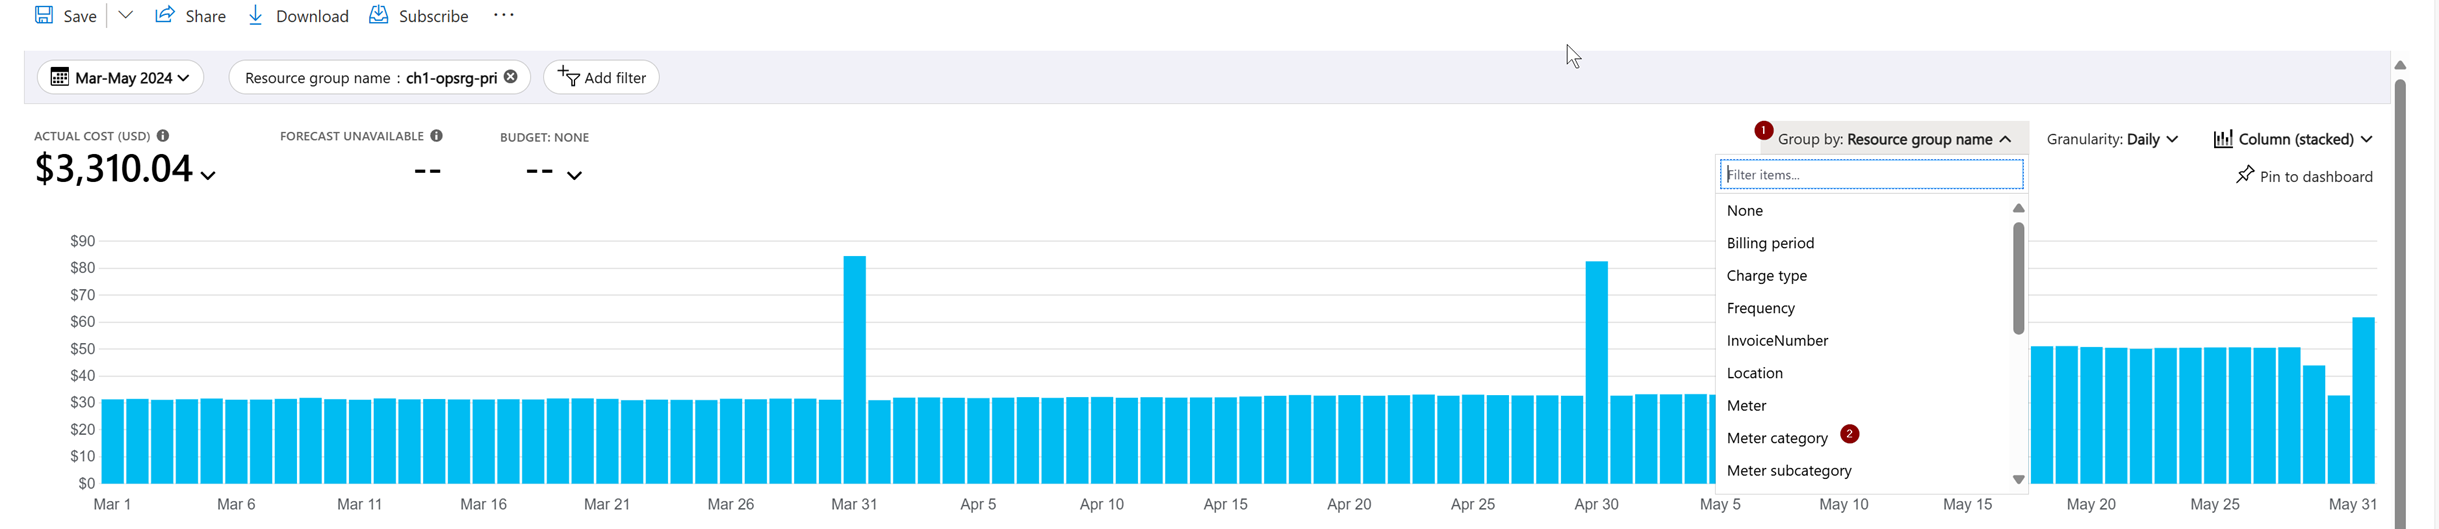 Save Share Download Subscribe ...
Mar-May 2024 Resource group name : ch1-opsrg-pri Add filter
ACTUAL COST (USD) FORECAST UNAVAILABLE BUDGET: NONE
$3,310.04 -- --
1 Group by: Resource group name Granularity: Daily Column (stacked)
Filter items...
Pin to dashboard
None
Billing period
Charge type
Frequency
InvoiceNumber
Location
Meter
Meter category 2
Meter subcategory
$90
$80
$70
$60
$50
$40
$30
$20
$10
$0
Mar 1 Mar 6 Mar 11 Mar 16 Mar 21 Mar 26 Mar 31 Apr 5 Apr 10 Apr 15 Apr 20 Apr 25 Apr 30 May 5 May 10 May 15 May 20 May 25 May 31